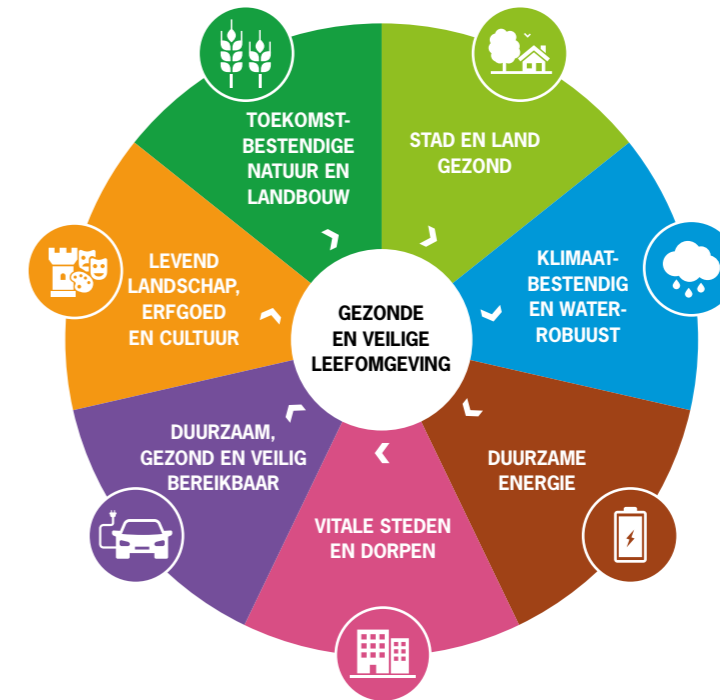 TOEKOMST-
BESTENDIGE
NATUUR EN
LANDBOUW
STAD EN LAND
GEZOND
KLIMAAT-
BESTENDIG
EN WATER-
ROBUUST
DUURZAME
ENERGIE
VITALE STEDEN
EN DORPEN
DUURZAAM,
GEZOND EN VEILIG
BEREIKBAAR
LEVEND
LANDSCHAP,
ERFGOED
EN CULTUUR
GEZONDE
EN VEILIGE
LEEFOMGEVING